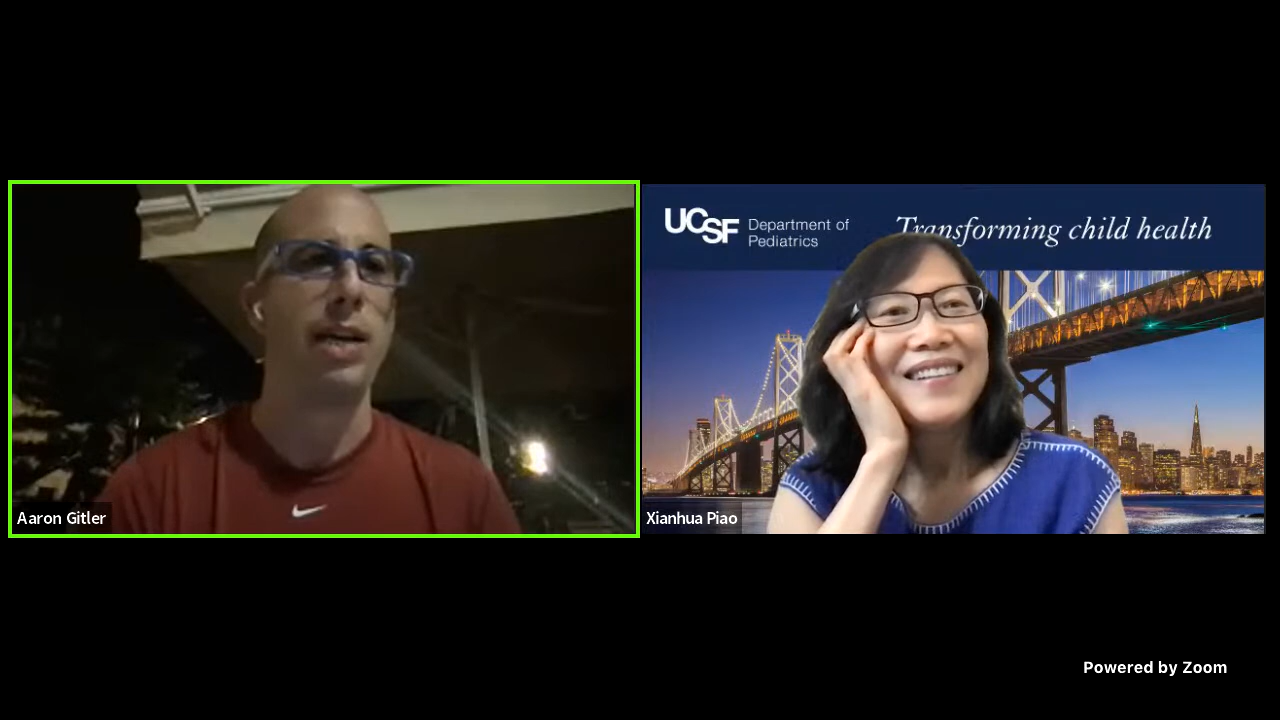 UCSF
Department of
Pediatrics
Transforming child health
Aaron Gitler
Xianhua Piao
Powered by Zoom